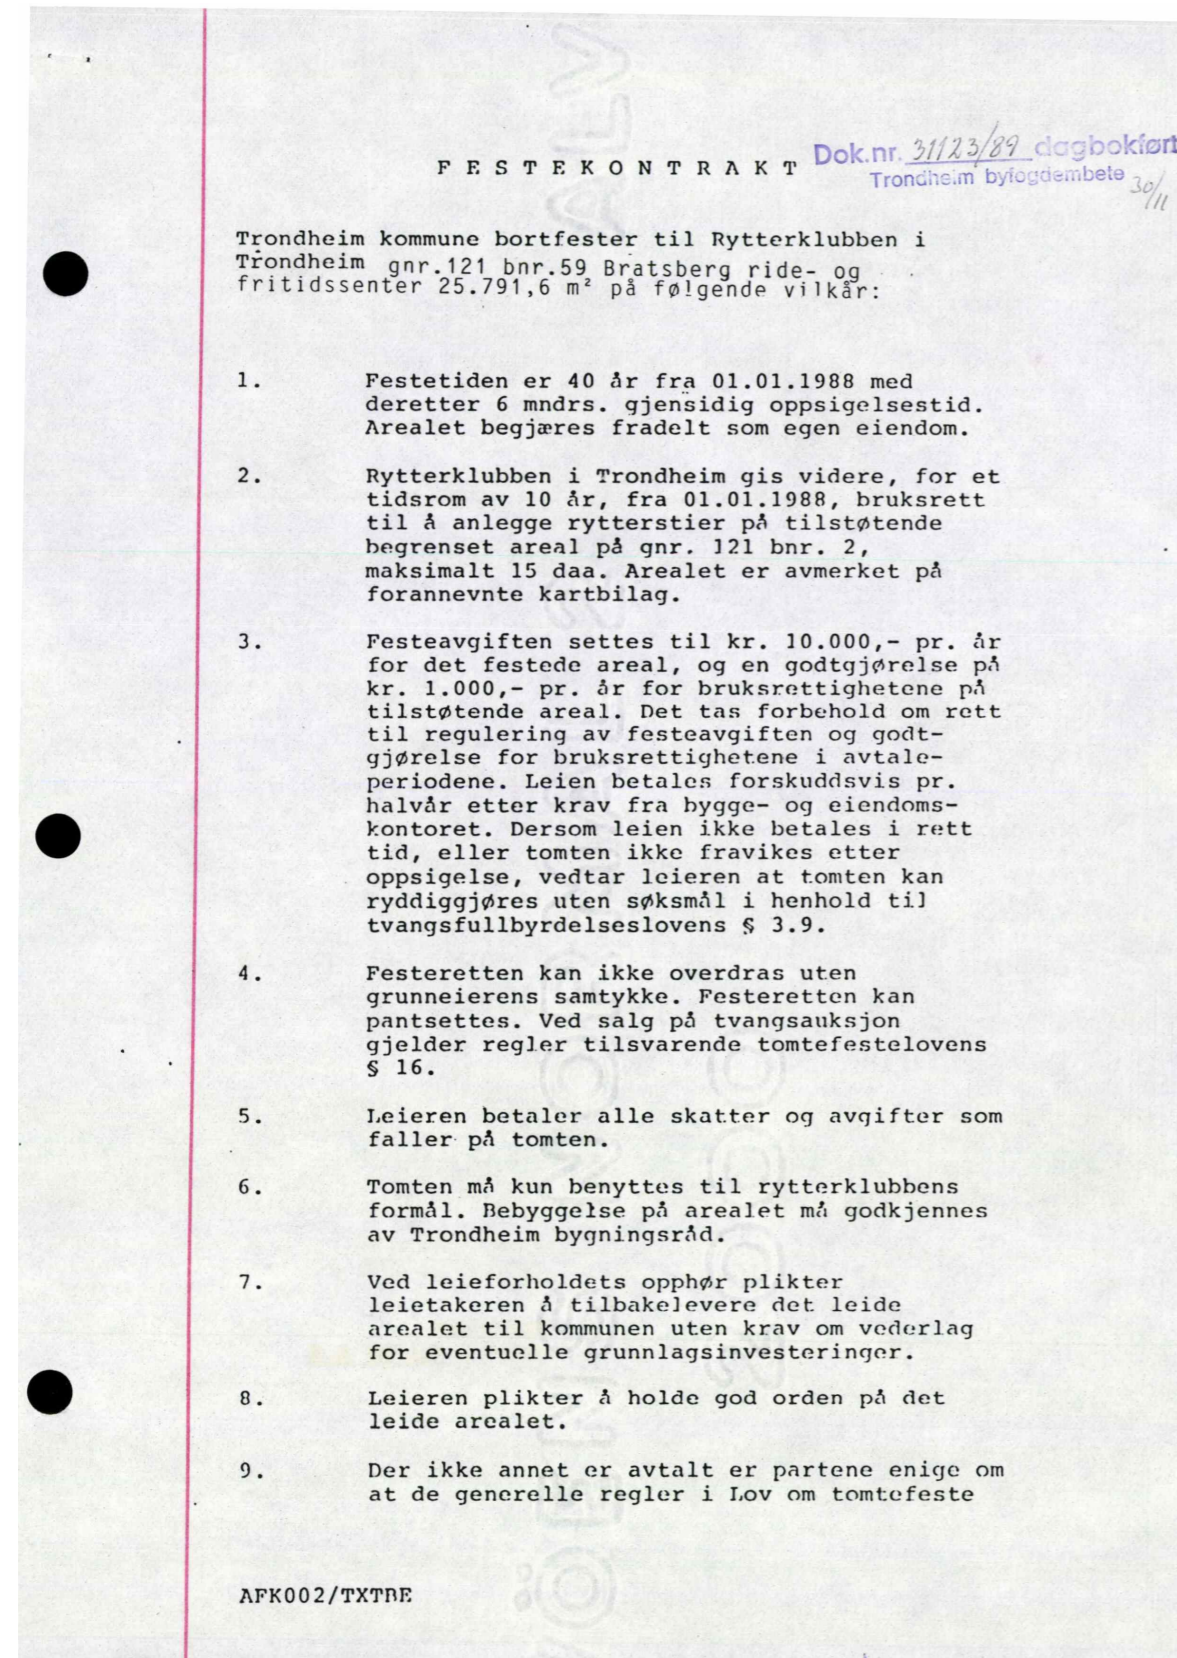 FESTEKONTRAKT
Dok.nr. 31123/89 dagbokført
Trondheim byfogdembete 30/11
Trondheim kommune bortfester til Rytterklubben i
Trondheim gnr.121 bnr.59 Bratsberg ride- og
fritidssenter 25.791,6 m² på følgende vilkår:
1. Festetiden er 40 år fra 01.01.1988 med
deretter 6 mndrs. gjensidig oppsigelsestid.
Arealet begjæres fradelt som egen eiendom.
2. Rytterklubben i Trondheim gis videre, for et
tidsrom av 10 år, fra 01.01.1988, bruksrett
til å anlegge rytterstier på tilstøtende
begrenset areal på gnr. 121 bnr. 2,
maksimalt 15 daa. Arealet er avmerket på
forannevnte kartbilag.
3. Festeavgiften settes til kr. 10.000,- pr. år
for det festede areal, og en godtgjørelse på
kr. 1.000,- pr. år for bruksrettighetene på
tilstøtende areal. Det tas forbehold om rett
til regulering av festeavgiften og godt-
gjørelse for bruksrettighetene i avtale-
periodene. Leien betales forskuddsvis pr.
halvår etter krav fra bygge- og eiendoms-
kontoret. Dersom leien ikke betales i rett
tid, eller tomten ikke fravikes etter
oppsigelse, vedtar leieren at tomten kan
ryddiggjøres uten søksmål i henhold til
tvangsfullbyrdelseslovens § 3.9.
4. Festeretten kan ikke overdras uten
grunneierens samtykke. Festeretten kan
pantsettes. Ved salg på tvangsauksjon
gjelder regler tilsvarende tomtefestelovens
§ 16.
5. Leieren betaler alle skatter og avgifter som
faller på tomten.
6. Tomten må kun benyttes til rytterklubbens
formål. Bebyggelse på arealet må godkjennes
av Trondheim bygningsråd.
7. Ved leieforholdets opphør plikter
leietakeren å tilbakelevere det leide
arealet til kommunen uten krav om vederlag
for eventuelle grunnlagsinvesteringer.
8. Leieren plikter å holde god orden på det
leide arealet.
9. Der ikke annet er avtalt er partene enige om
at de generelle regler i Lov om tomtefeste
AFK002/TXTBE